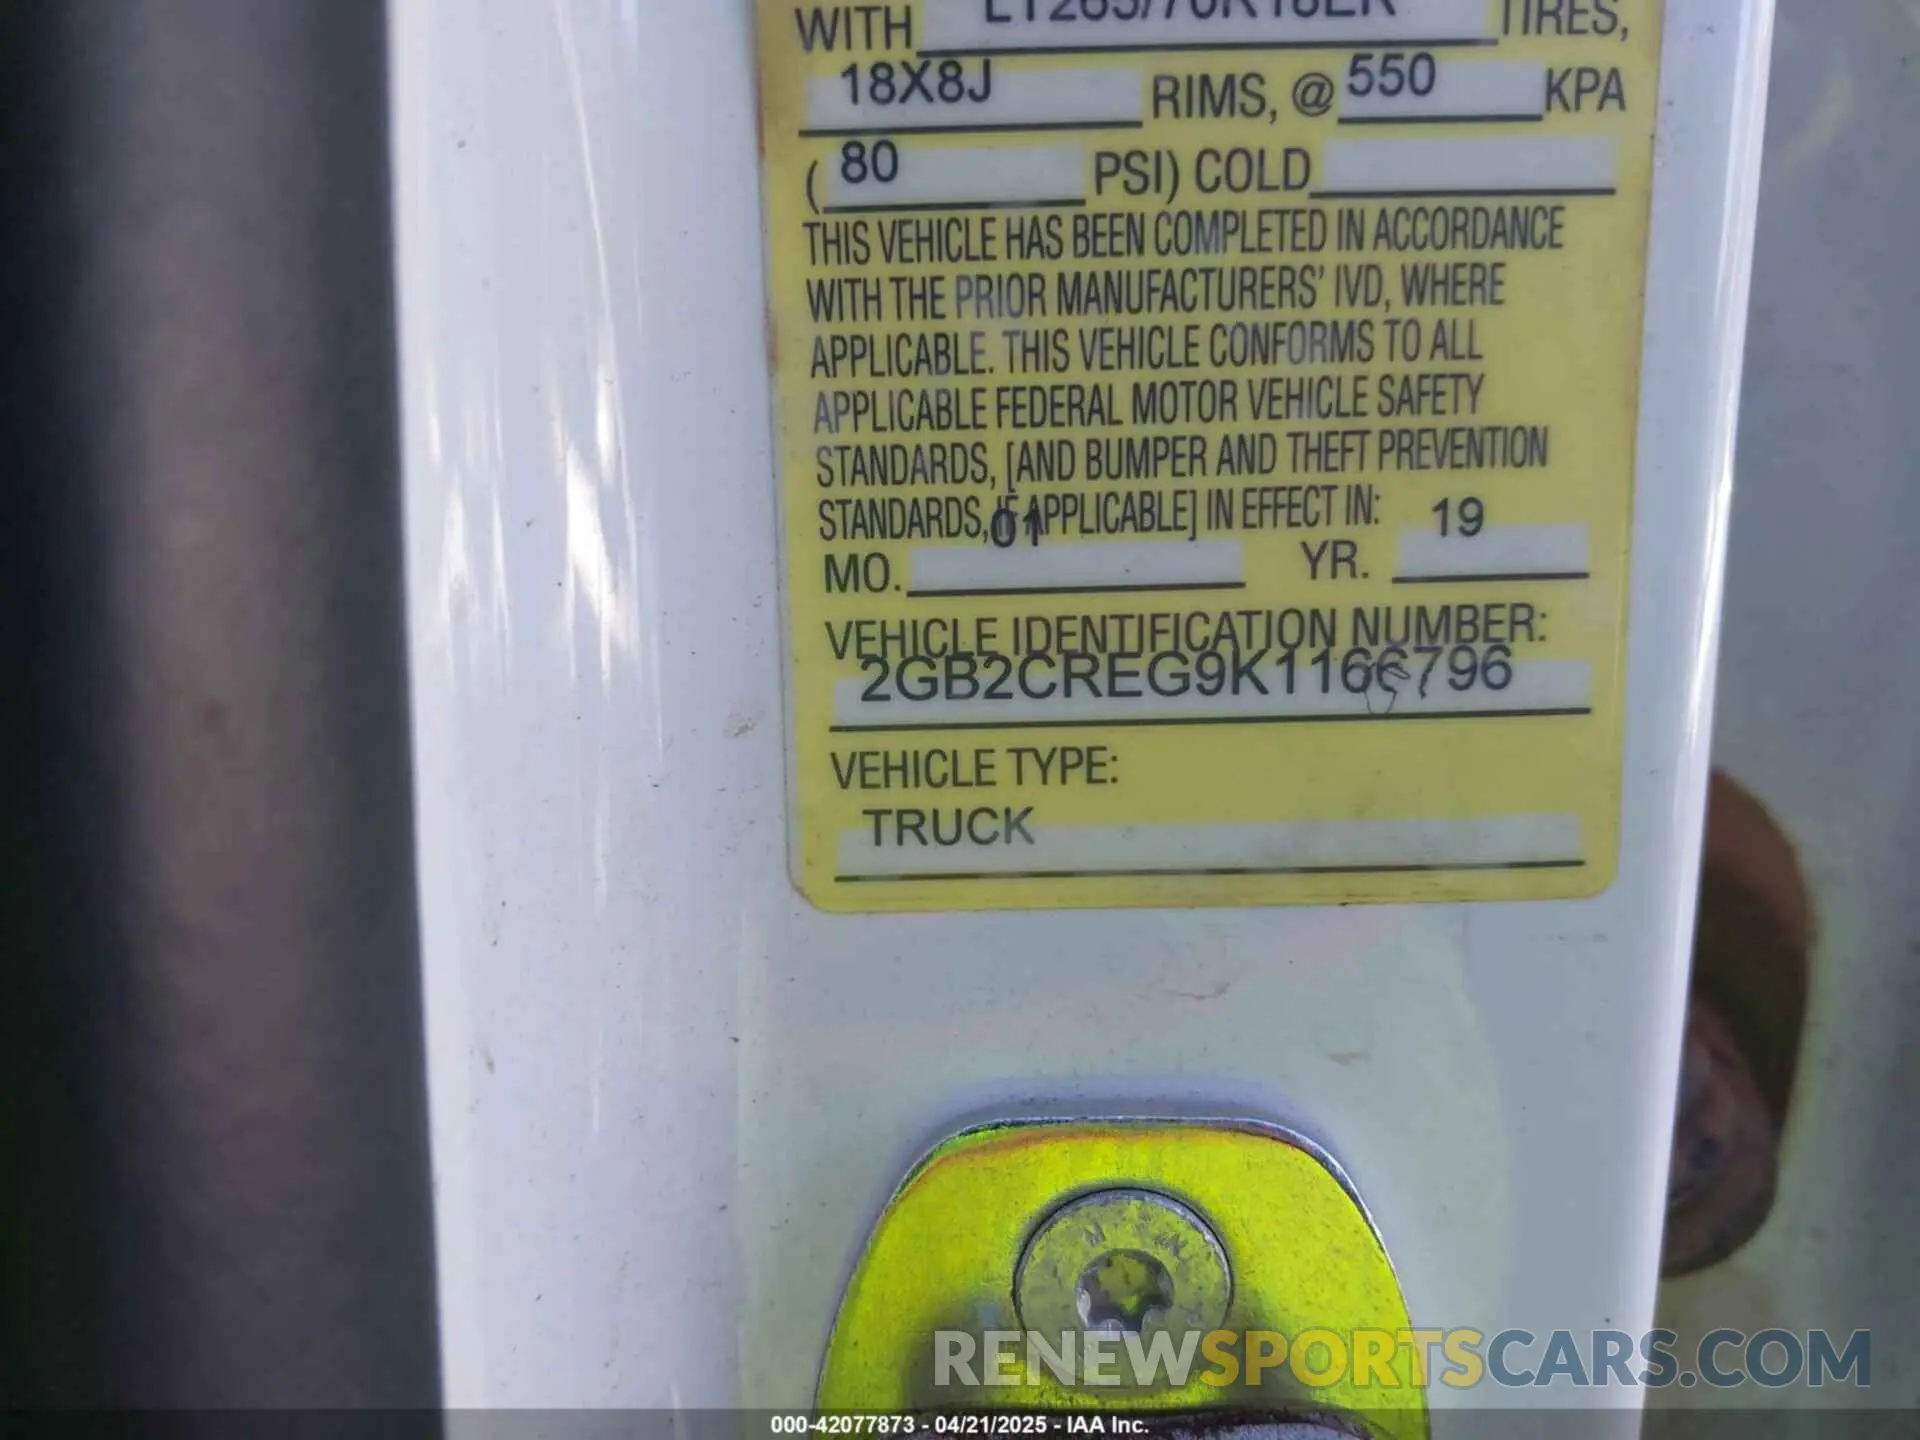 WITH LT265/70R18ER TIRES,
18X8J RIMS, @ 550 KPA
( 80 PSI) COLD
THIS VEHICLE HAS BEEN COMPLETED IN ACCORDANCE
WITH THE PRIOR MANUFACTURERS' IVD, WHERE
APPLICABLE. THIS VEHICLE CONFORMS TO ALL
APPLICABLE FEDERAL MOTOR VEHICLE SAFETY
STANDARDS, [AND BUMPER AND THEFT PREVENTION
STANDARDS, IF APPLICABLE] IN EFFECT IN:
MO. 01 YR. 19
VEHICLE IDENTIFICATION NUMBER:
2GB2CREG9K1166796
VEHICLE TYPE:
TRUCK
RENEWSPORTSCARS.COM
000-42077873 - 04/21/2025 - IAA Inc.